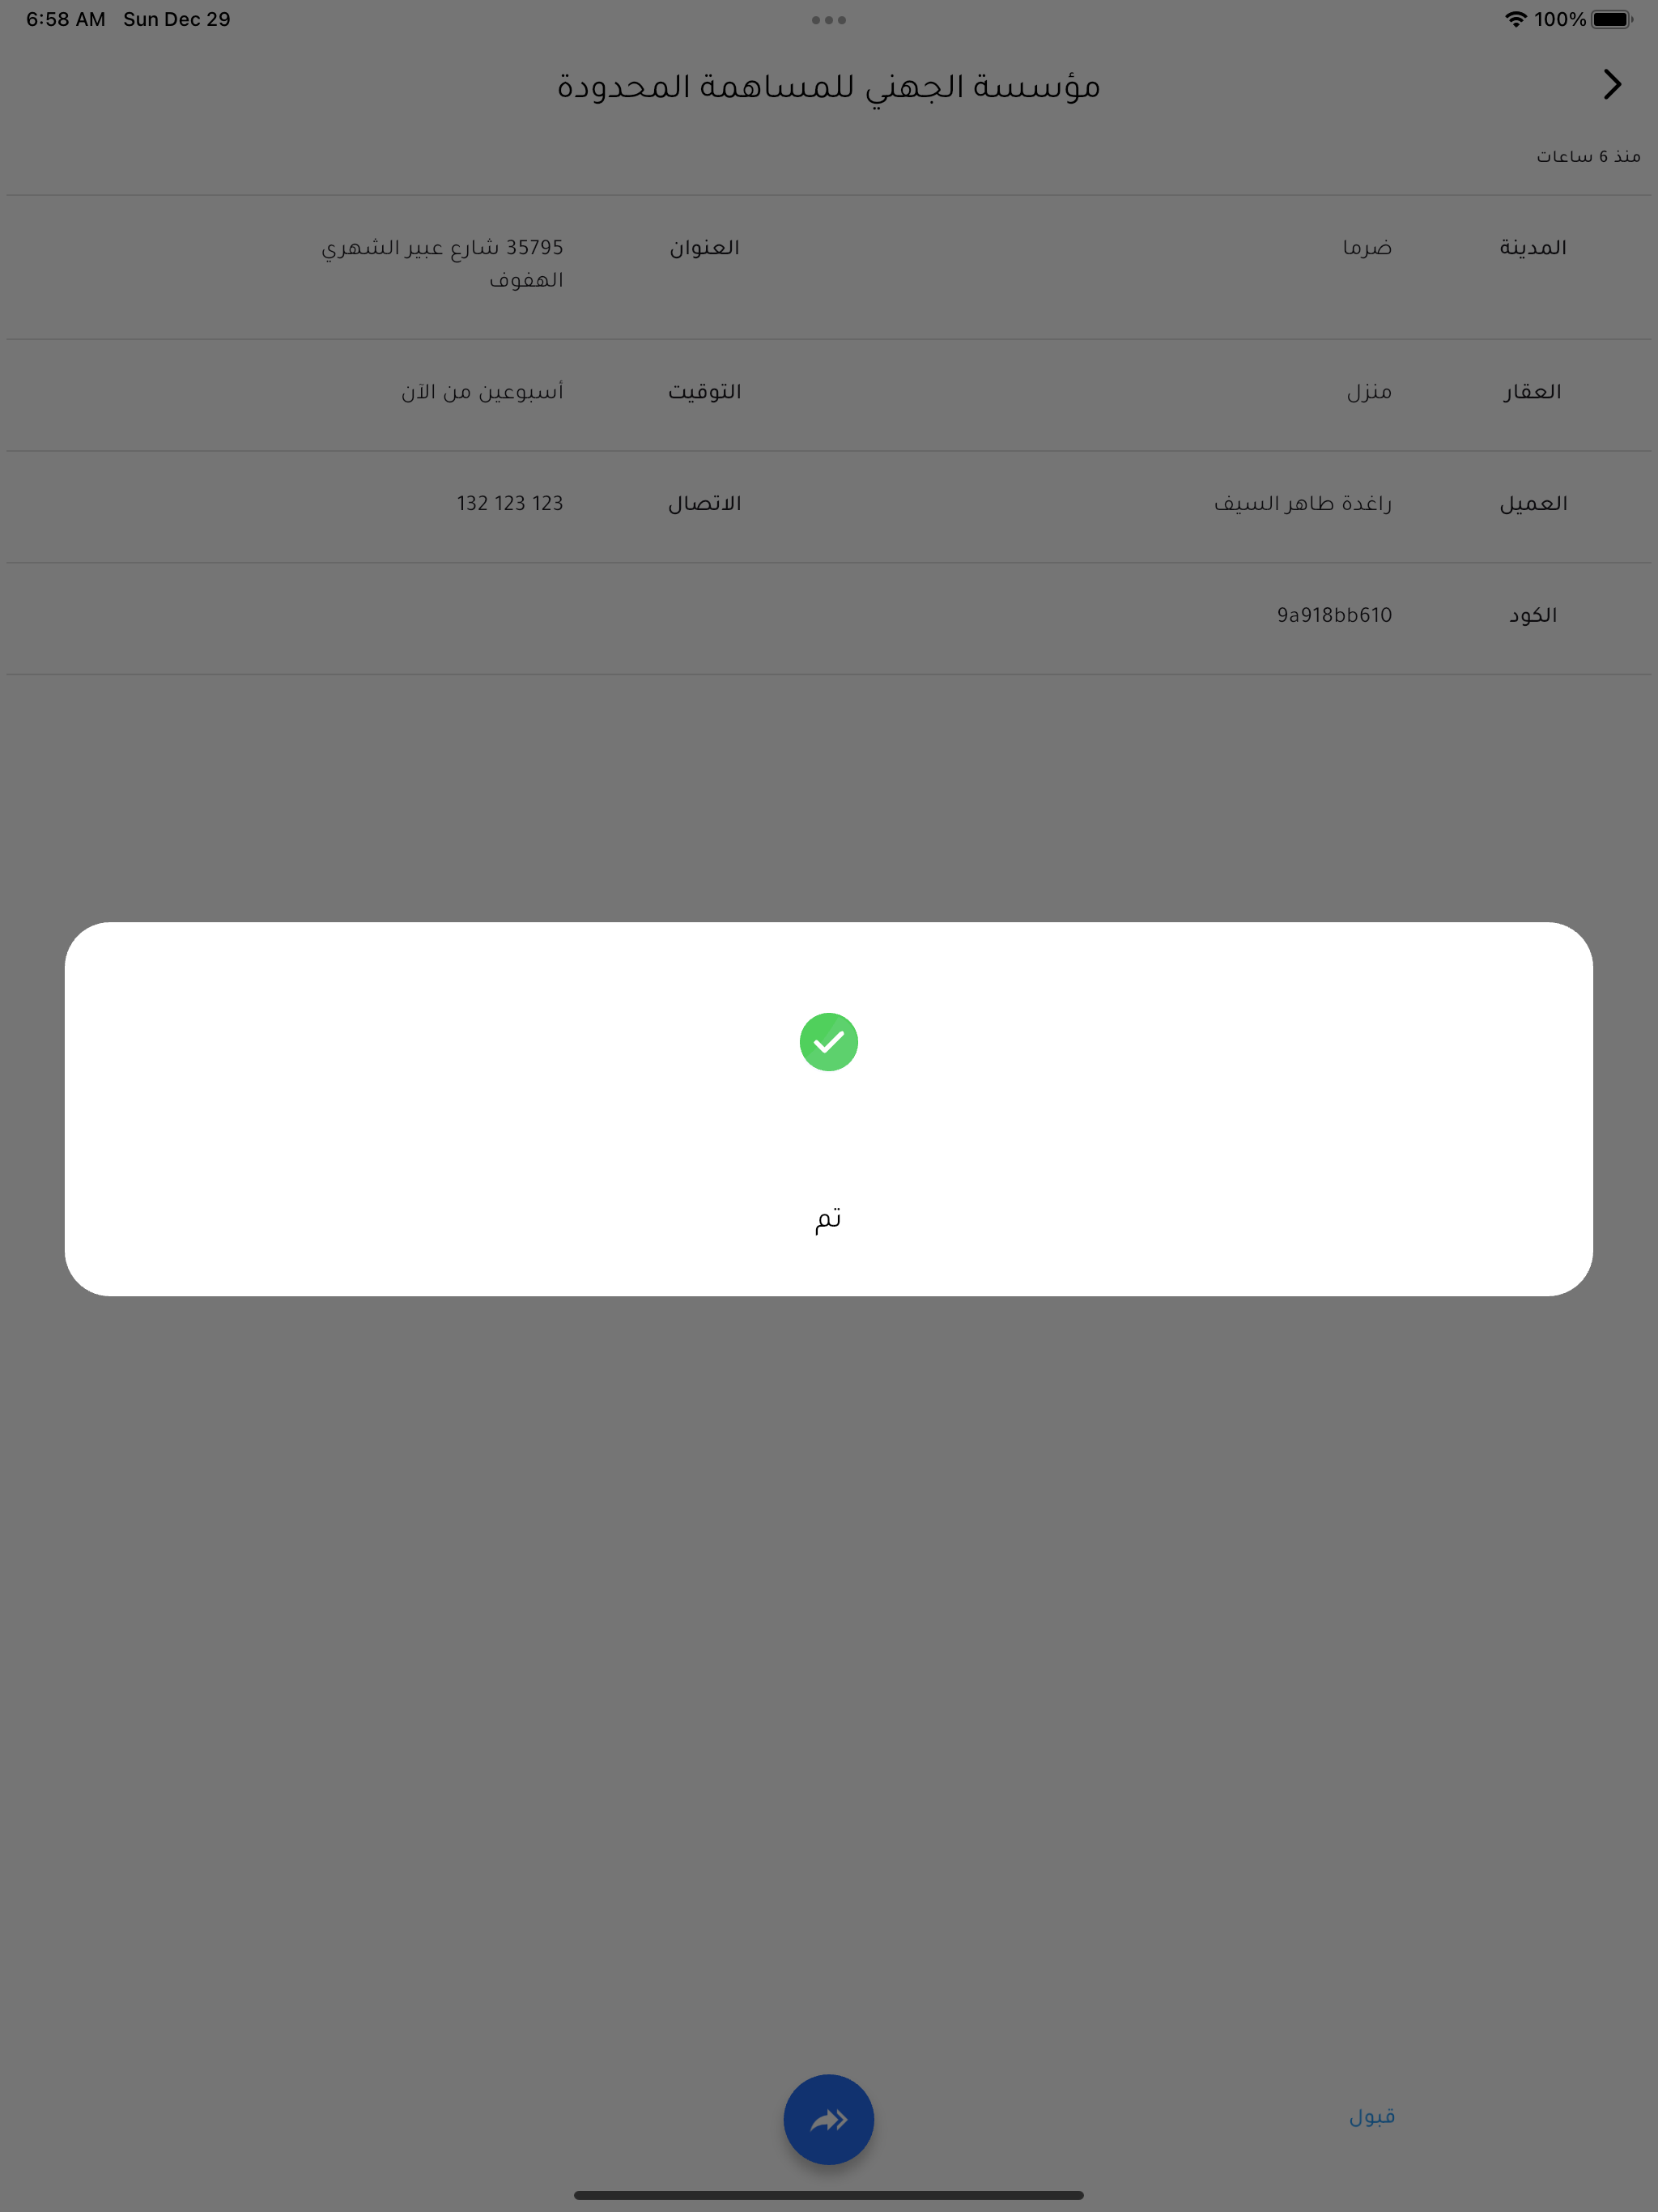 6:58 AM Sun Dec 29 100%
مؤسسة الجهني للمساهمة المحدودة
منذ 6 ساعات
المدينة ضرما العنوان 35795 شارع عبير الشهري
الهفوف
العقار منزل التوقيت أسبوعين من الآن
العميل راغدة طاهر السيف الاتصال 132 123 123
الكود 9a918bb610
تم
قبول